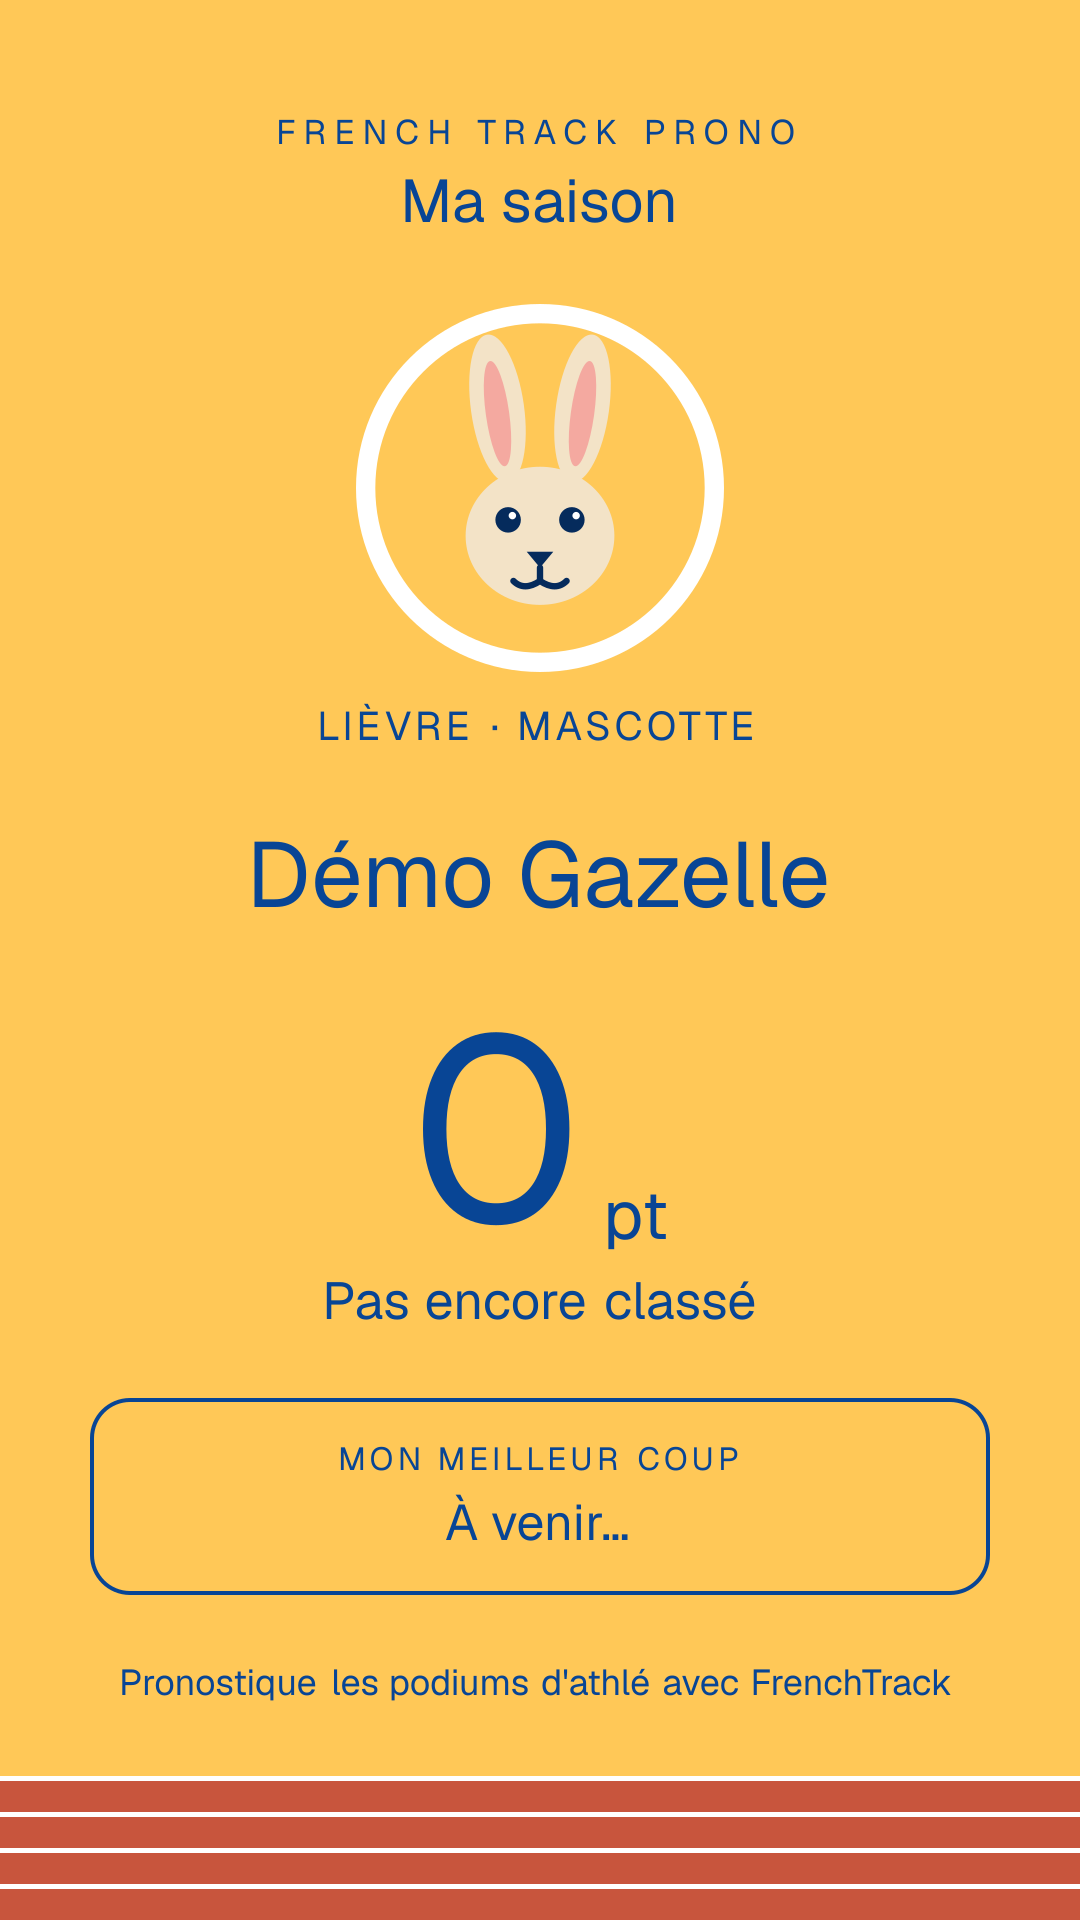 FRENCH TRACK PRONO
Ma saison
LIÈVRE · MASCOTTE
Démo Gazelle
0 pt
Pas encore classé
MON MEILLEUR COUP
À venir…
Pronostique les podiums d'athlé avec FrenchTrack